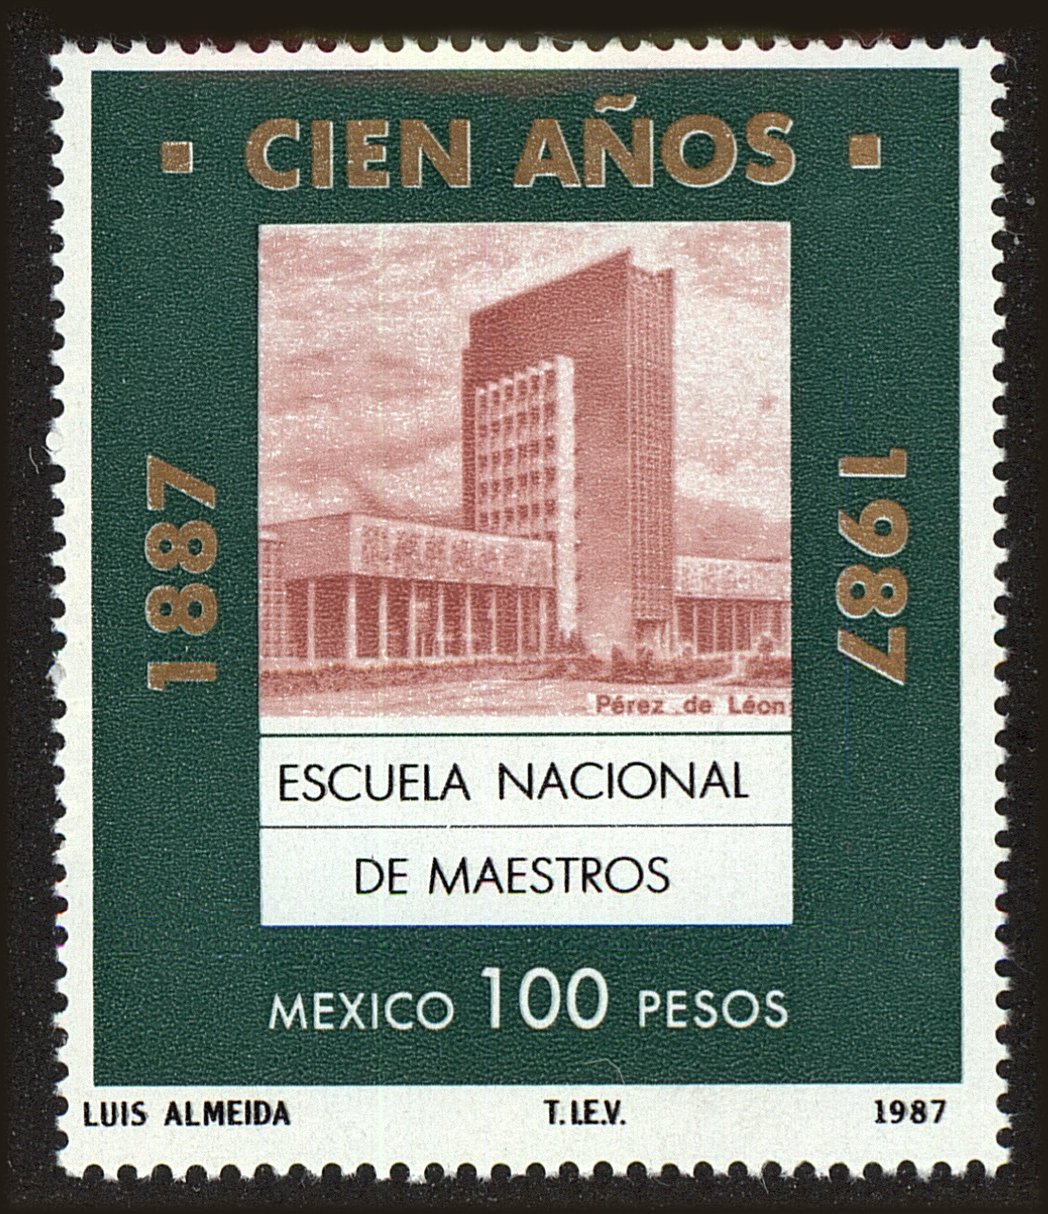 CIEN AÑOS
1887
1987
Pérez de Léon
ESCUELA NACIONAL
DE MAESTROS
MEXICO 100 PESOS
LUIS ALMEIDA T.I.E.V. 1987